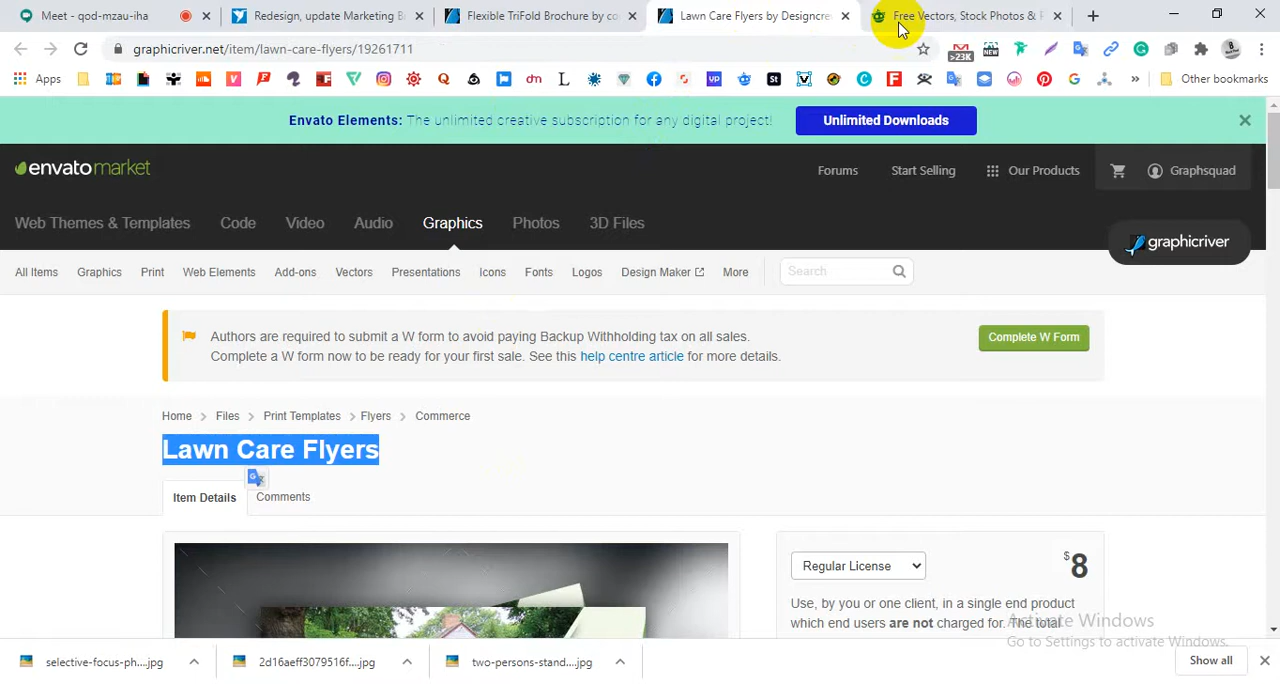 Meet - qod-mzau-iha
Redesign, update Marketing B
Flexible TriFold Brochure by co
Lawn Care Flyers by Designcre
Free Vectors, Stock Photos & P
graphicriver.net/item/lawn-care-flyers/19261711
>23K
NEW
Apps
Other bookmarks
Envato Elements: The unlimited creative subscription for any digital project!
Unlimited Downloads
envatomarket
Forums
Start Selling
Our Products
Graphsquad
Web Themes & Templates
Code
Video
Audio
Graphics
Photos
3D Files
graphicriver
All Items
Graphics
Print
Web Elements
Add-ons
Vectors
Presentations
Icons
Fonts
Logos
Design Maker
More
Search
Authors are required to submit a W form to avoid paying Backup Withholding tax on all sales.
Complete a W form now to be ready for your first sale. See this help centre article for more details.
Complete W Form
Home > Files > Print Templates > Flyers > Commerce
Lawn Care Flyers
Item Details
Comments
Regular License
$8
Use, by you or one client, in a single end product
which end users are not charged for. The total
Activate Windows
Go to Settings to activate Windows.
selective-focus-ph....jpg
2d16aeff3079516f....jpg
two-persons-stand....jpg
Show all